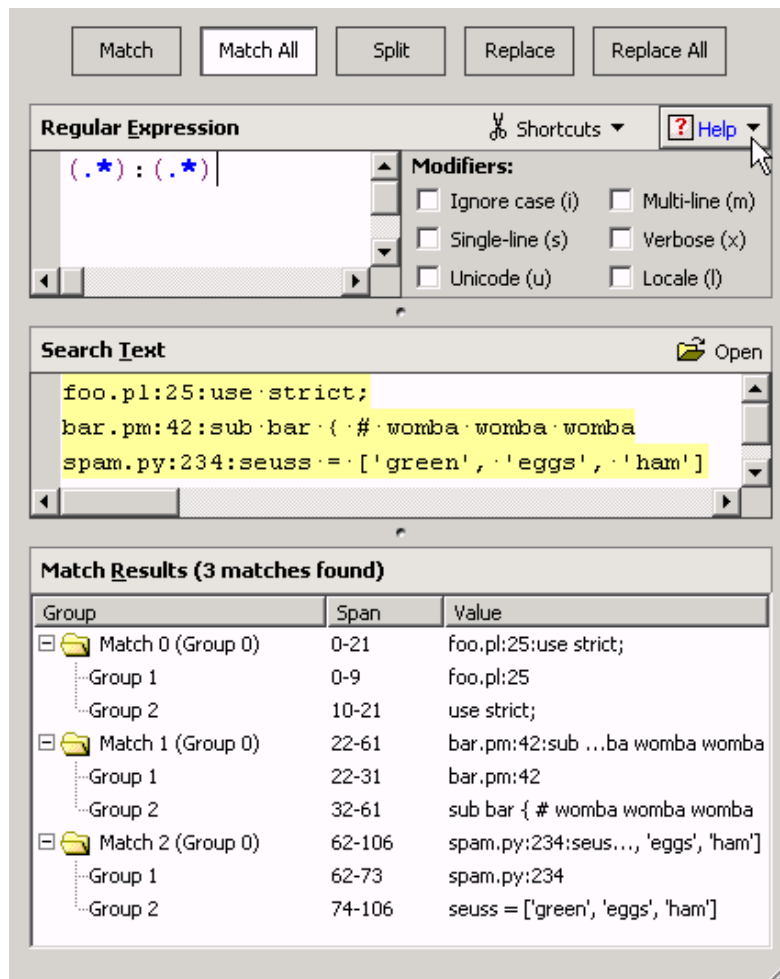 Match Match All Split Replace Replace All
Regular Expression Shortcuts ? Help
(.*):(.*)
Modifiers:
Ignore case (i) Multi-line (m)
Single-line (s) Verbose (x)
Unicode (u) Locale (l)
Search Text Open
foo.pl:25:use·strict;
bar.pm:42:sub·bar·{·#·womba·womba·womba
spam.py:234:seuss·=·['green',·'eggs',·'ham']
Match Results (3 matches found)
Group Span Value
Match 0 (Group 0) 0-21 foo.pl:25:use strict;
Group 1 0-9 foo.pl:25
Group 2 10-21 use strict;
Match 1 (Group 0) 22-61 bar.pm:42:sub ...ba womba womba
Group 1 22-31 bar.pm:42
Group 2 32-61 sub bar { # womba womba womba
Match 2 (Group 0) 62-106 spam.py:234:seus..., 'eggs', 'ham']
Group 1 62-73 spam.py:234
Group 2 74-106 seuss = ['green', 'eggs', 'ham']